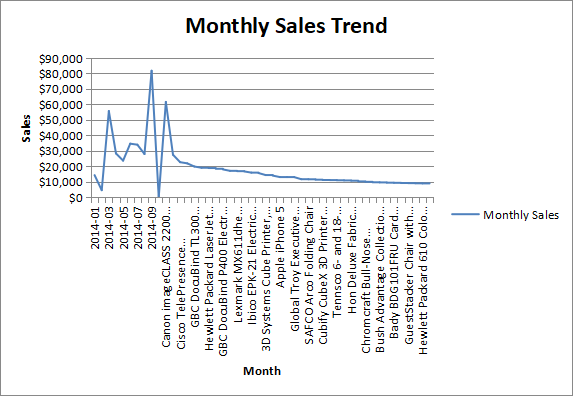 Monthly Sales Trend
$90,000
$80,000
$70,000
$60,000
$50,000
$40,000
$30,000
$20,000
$10,000
$0
Sales
2014-01
2014-03
2014-05
2014-07
2014-09
Canon imageCLASS 2200…
Cisco TelePresence…
GBC DocuBind TL300…
Hewlett Packard LaserJet…
GBC DocuBind P400 Electr…
Lexmark MX611dhe…
Ibico EPK-21 Electric…
3D Systems Cube Printer,…
Apple iPhone 5
Global Troy Executive…
SAFCO Arco Folding Chair
Cubify CubeX 3D Printer…
Tennsco 6- and 18-…
Hon Deluxe Fabric…
Chromcraft Bull-Nose…
Bush Advantage Collectio…
Bady BDG101FRU Card…
GuestStacker Chair with…
Hewlett Packard 610 Colo…
Month
Monthly Sales